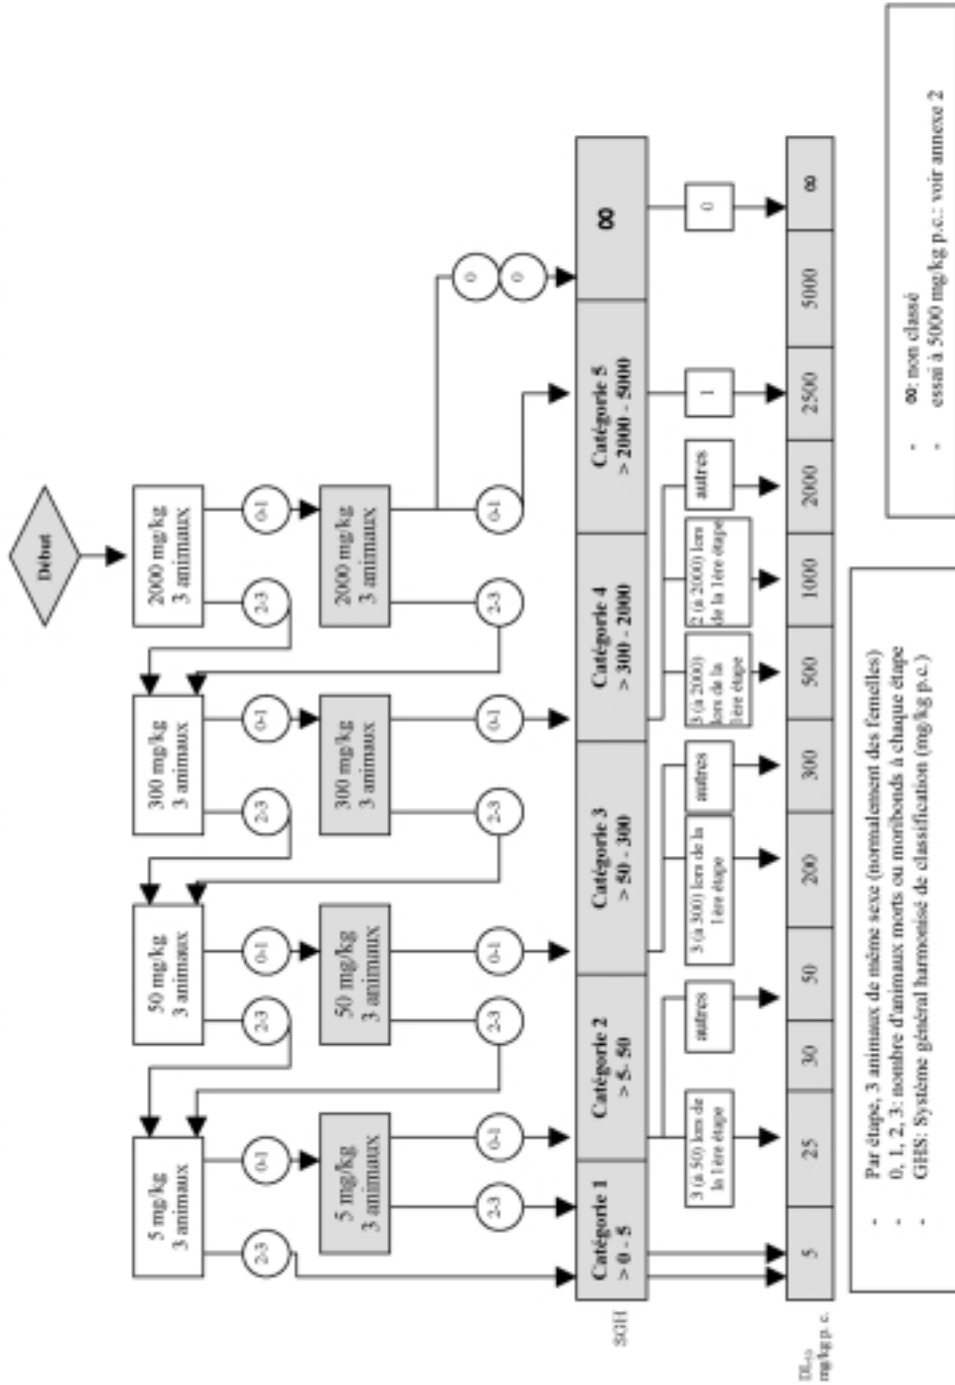 Début
5 mg/kg
3 animaux
50 mg/kg
3 animaux
300 mg/kg
3 animaux
2000 mg/kg
3 animaux
2-3
0-1
2-3
0-1
2-3
0-1
2-3
0-1
5 mg/kg
3 animaux
50 mg/kg
3 animaux
300 mg/kg
3 animaux
2000 mg/kg
3 animaux
2-3
0-1
2-3
0-1
2-3
0-1
2-3
0-1
0
0
SGH
Catégorie 1
> 0 - 5
Catégorie 2
> 5- 50
Catégorie 3
> 50 - 300
Catégorie 4
> 300 - 2000
Catégorie 5
> 2000 - 5000
∞
3 (à 50) lors de
la 1ère étape
autres
3 (à 300) lors de la
1ère étape
autres
3 (à 2000)
lors de la
1ère étape
2 (à 2000) lors
de la 1ère étape
autres
1
0
DL50
mg/kg p. c.
5
25
30
50
200
300
500
1000
2000
2500
5000
∞
- Par étape, 3 animaux de même sexe (normalement des femelles)
- 0, 1, 2, 3: nombre d'animaux morts ou moribonds à chaque étape
- GHS: Système général harmonisé de classification (mg/kg p.c.)
- ∞: non classé
- essai à 5000 mg/kg p.c.: voir annexe 2